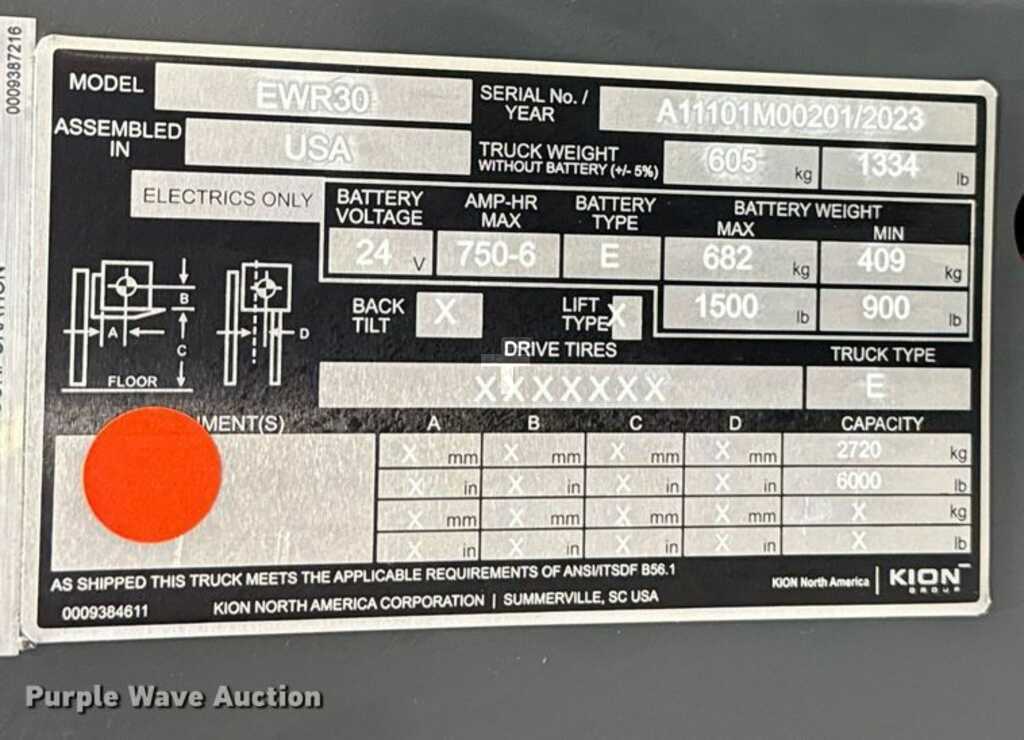 0009387216
MODEL EWR30 SERIAL No. / YEAR A11101M00201/2023
ASSEMBLED IN USA TRUCK WEIGHT WITHOUT BATTERY (+/- 5%) 605 kg 1334 lb
ELECTRICS ONLY BATTERY VOLTAGE AMP-HR MAX BATTERY TYPE BATTERY WEIGHT
MAX MIN
24 V 750-6 E 682 kg 409 kg
1500 lb 900 lb
BACK TILT X LIFT TYPE X
DRIVE TIRES TRUCK TYPE
XXXXXXX E
A B C D
FLOOR
A B C D CAPACITY
X mm X mm X mm X mm 2720 kg
X in X in X in X in 6000 lb
X mm X mm X mm X mm X kg
X in X in X in X in X lb
AS SHIPPED THIS TRUCK MEETS THE APPLICABLE REQUIREMENTS OF ANSI/ITSDF B56.1
0009384611 KION NORTH AMERICA CORPORATION | SUMMERVILLE, SC USA
KION North America | KION GROUP
Purple Wave Auction